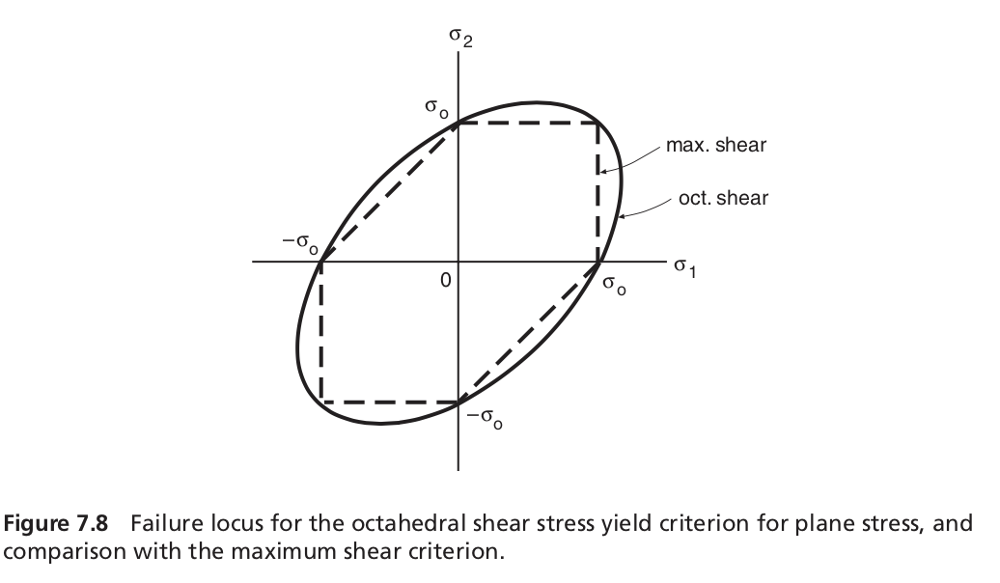 σ2
σo
max. shear
oct. shear
−σo
σ1
0
σo
−σo
Figure 7.8 Failure locus for the octahedral shear stress yield criterion for plane stress, and
comparison with the maximum shear criterion.